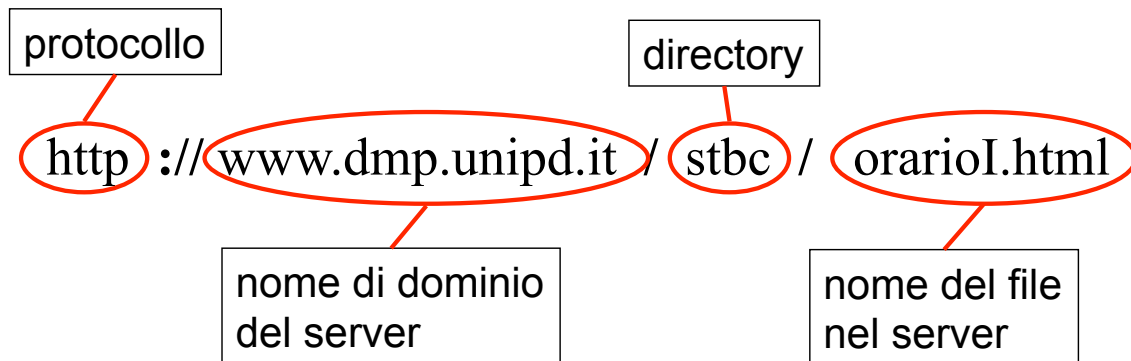 protocollo
directory
http :// www.dmp.unipd.it / stbc / orarioI.html
nome di dominio
del server
nome del file
nel server